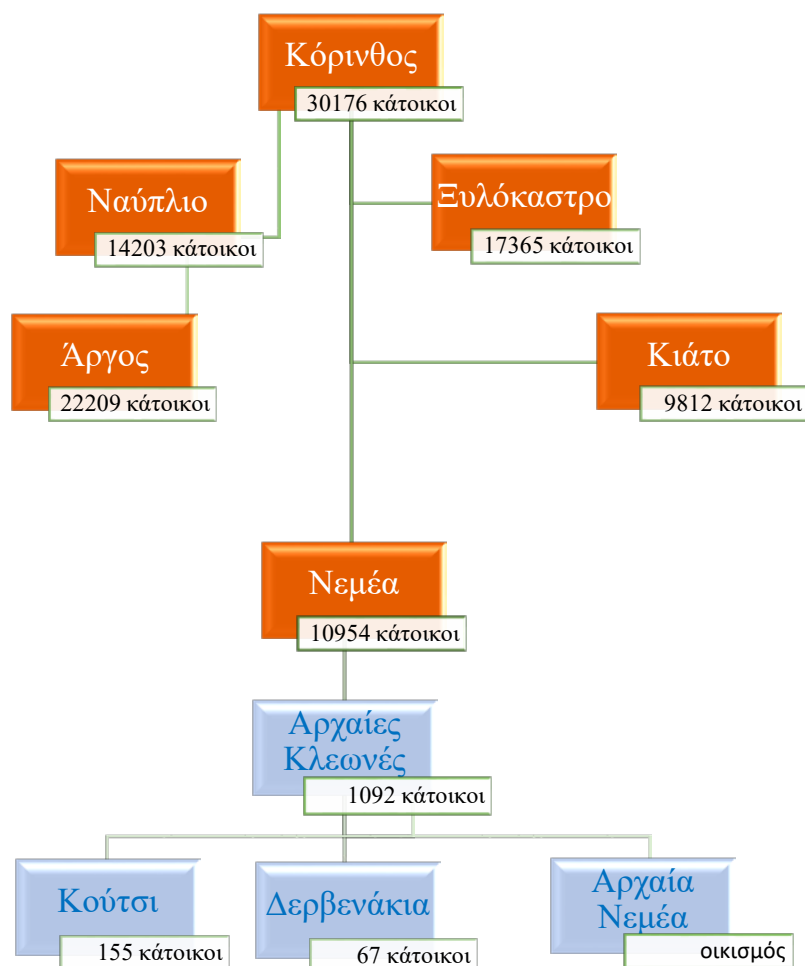 Κόρινθος
30176 κάτοικοι
Ναύπλιο
14203 κάτοικοι
Ξυλόκαστρο
17365 κάτοικοι
Άργος
22209 κάτοικοι
Κιάτο
9812 κάτοικοι
Νεμέα
10954 κάτοικοι
Αρχαίες
Κλεωνές
1092 κάτοικοι
Κούτσι
155 κάτοικοι
Δερβενάκια
67 κάτοικοι
Αρχαία
Νεμέα
οικισμός